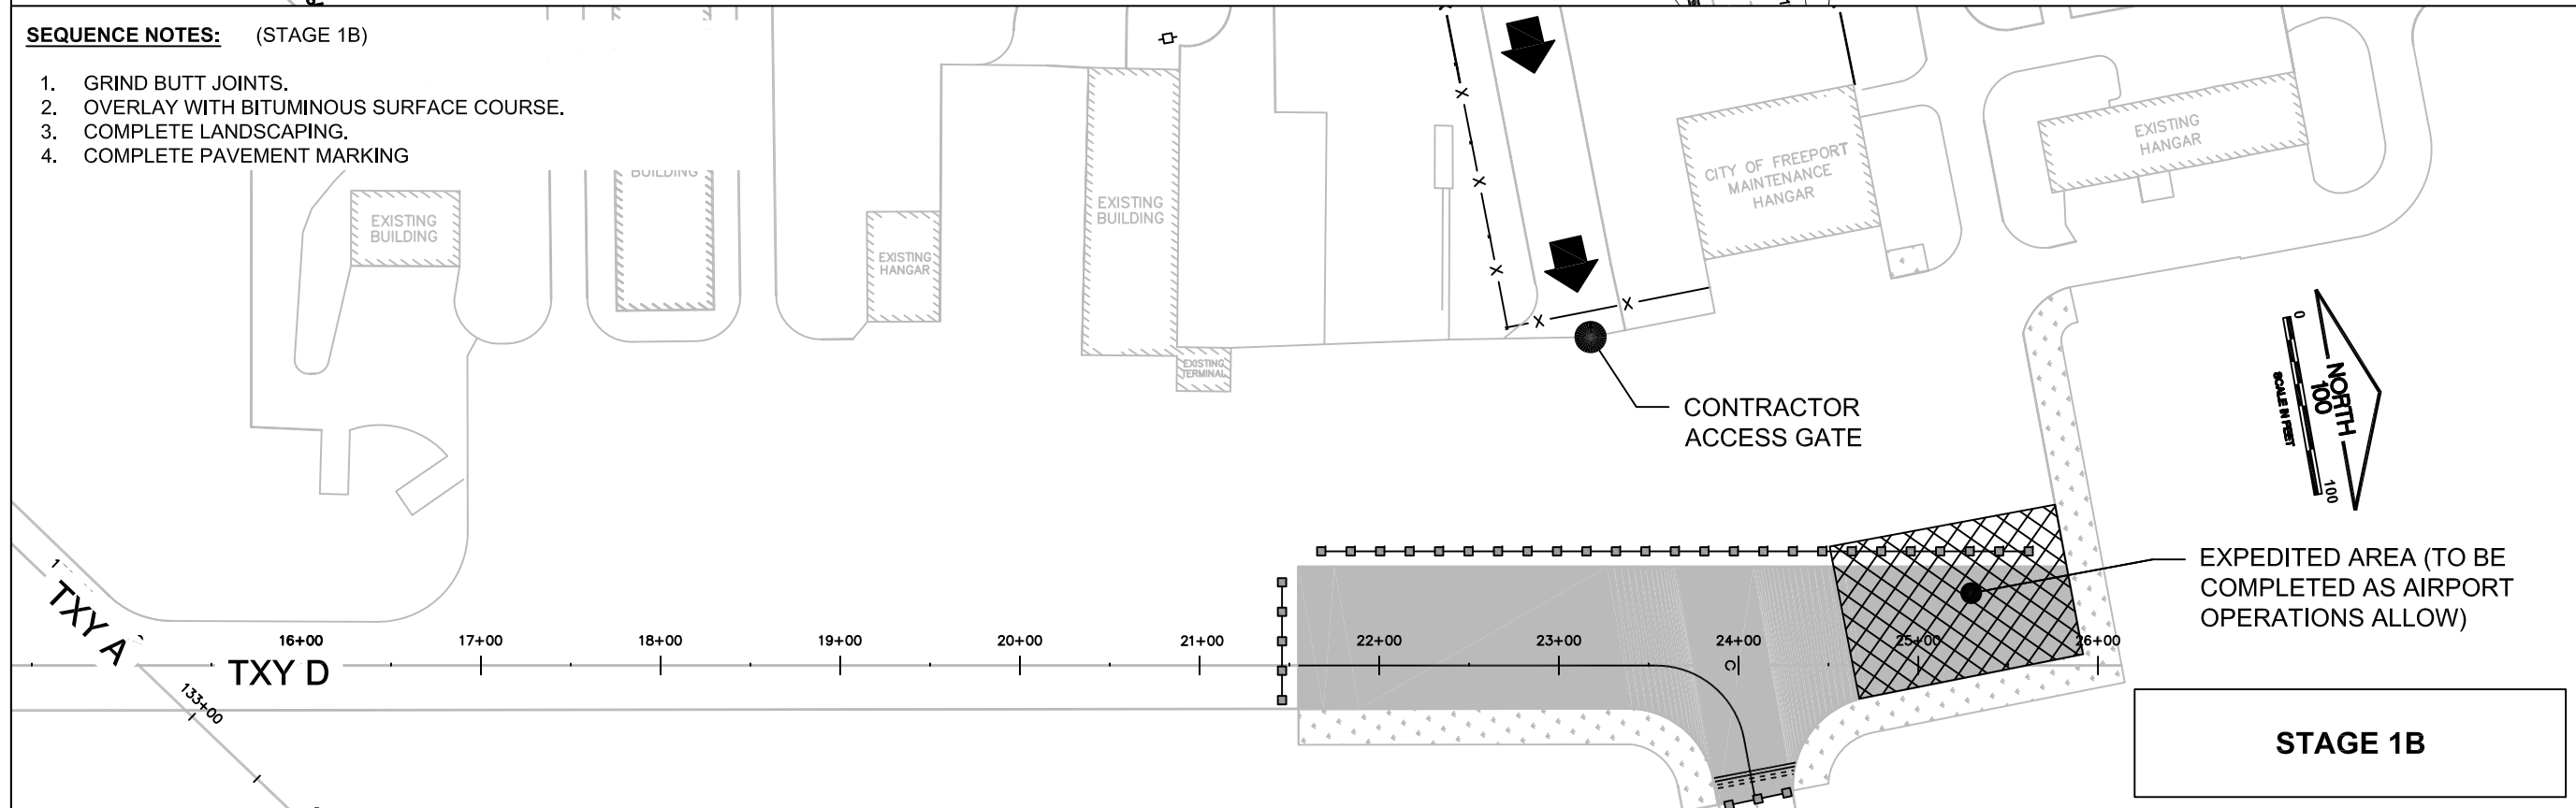 SEQUENCE NOTES: (STAGE 1B)
1. GRIND BUTT JOINTS.
2. OVERLAY WITH BITUMINOUS SURFACE COURSE.
3. COMPLETE LANDSCAPING.
4. COMPLETE PAVEMENT MARKING
EXISTING
BUILDING
BUILDING
EXISTING
HANGAR
EXISTING
BUILDING
EXISTING
TERMINAL
CITY OF FREEPORT
MAINTENANCE
HANGAR
EXISTING
HANGAR
CONTRACTOR
ACCESS GATE
NORTH
0
100
100
SCALE IN FEET
EXPEDITED AREA (TO BE
COMPLETED AS AIRPORT
OPERATIONS ALLOW)
TXY A
133+00
TXY D
16+00 17+00 18+00 19+00 20+00 21+00 22+00 23+00 24+00 25+00 26+00
STAGE 1B